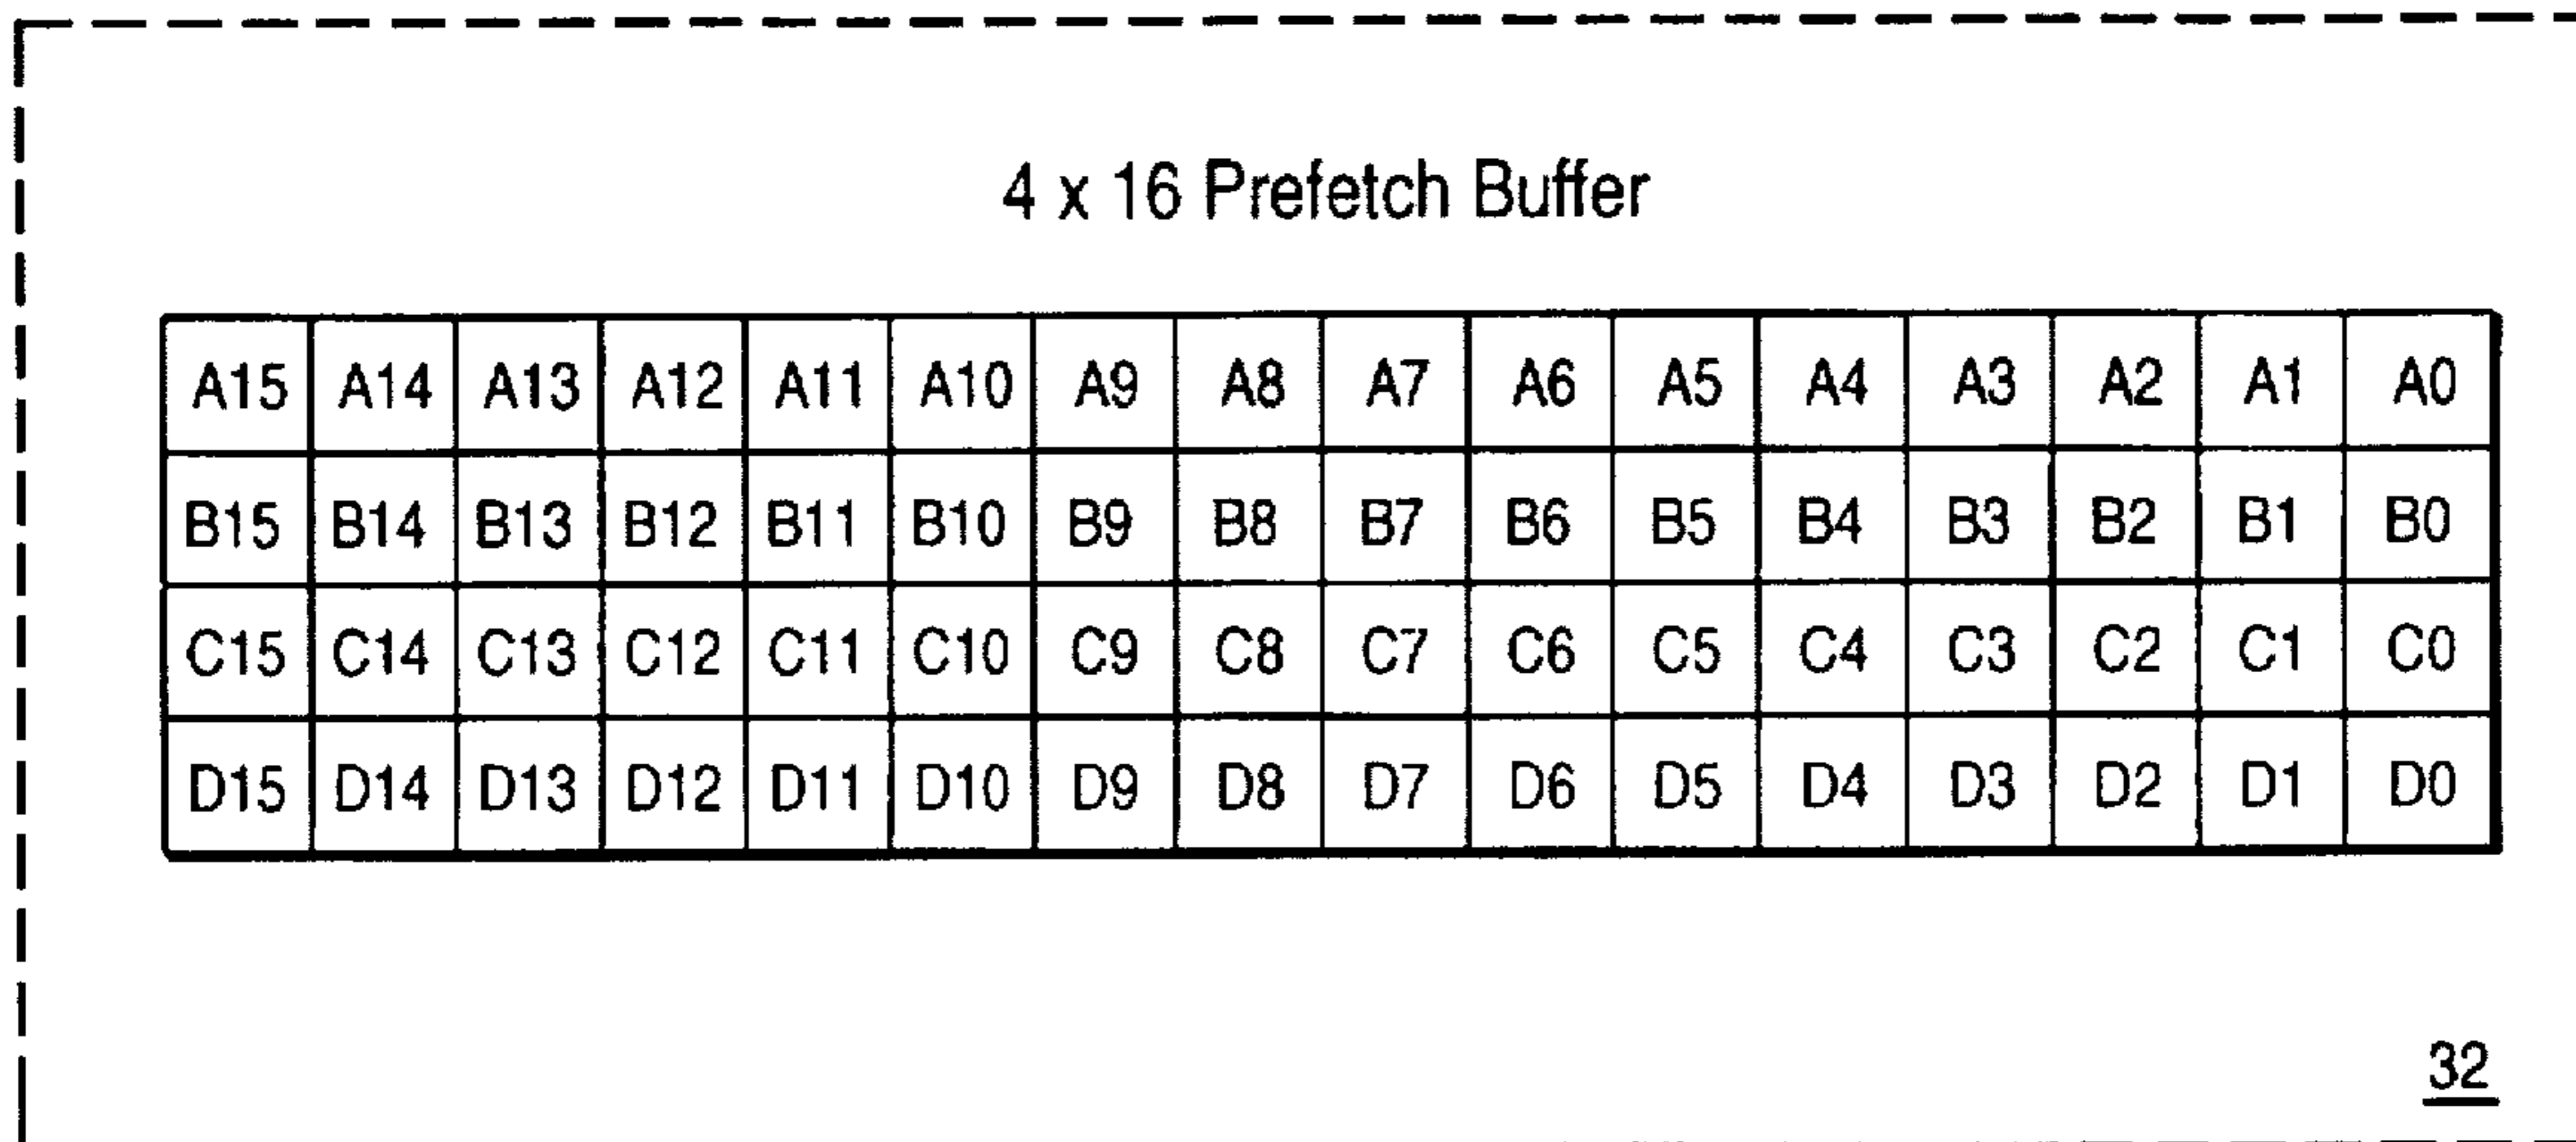 4 x 16 Prefetch Buffer
A15 A14 A13 A12 A11 A10 A9 A8 A7 A6 A5 A4 A3 A2 A1 A0
B15 B14 B13 B12 B11 B10 B9 B8 B7 B6 B5 B4 B3 B2 B1 B0
C15 C14 C13 C12 C11 C10 C9 C8 C7 C6 C5 C4 C3 C2 C1 C0
D15 D14 D13 D12 D11 D10 D9 D8 D7 D6 D5 D4 D3 D2 D1 D0
32